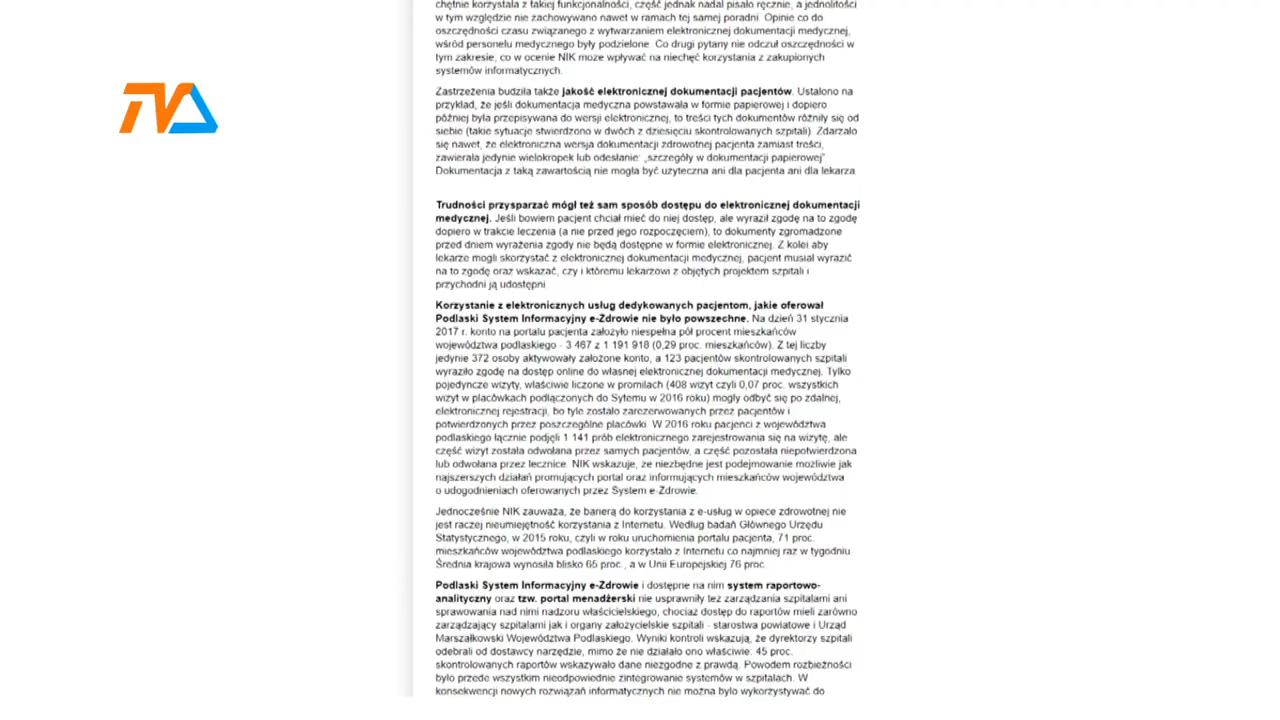 chętnie korzystała z takiej funkcjonalności, część jednak nadal pisało ręcznie, a jednolitości
w tym względzie nie zachowywano nawet w ramach tej samej poradni. Opinie co do
oszczędności czasu związanego z wytwarzaniem elektronicznej dokumentacji medycznej,
wśród personelu medycznego były podzielone. Co drugi pytany nie odczuł oszczędności w
tym zakresie, co w ocenie NIK może wpływać na niechęć korzystania z zakupionych
systemów informatycznych.
TVA
Zastrzeżenia budziła także jakość elektronicznej dokumentacji pacjentów. Ustalono na
przykład, że jeśli dokumentacja medyczna powstawała w formie papierowej i dopiero
później była przepisywana do wersji elektronicznej, to treści tych dokumentów różniły się od
siebie (takie sytuacje stwierdzono w dwóch z dziesięciu skontrolowanych szpitali). Zdarzało
się nawet, że elektroniczna wersja dokumentacji zdrowotnej pacjenta zamiast treści,
zawierała jedynie wielokropek lub odesłanie: „szczegóły w dokumentacji papierowej”
Dokumentacja z taką zawartością nie mogła być użyteczna ani dla pacjenta ani dla lekarza
Trudności przysparzać mógł też sam sposób dostępu do elektronicznej dokumentacji
medycznej. Jeśli bowiem pacjent chciał mieć do niej dostęp, ale wyraził zgodę na to zgodę
dopiero w trakcie leczenia (a nie przed jego rozpoczęciem), to dokumenty zgromadzone
przed dniem wyrażenia zgody nie będą dostępne w formie elektronicznej. Z kolei aby
lekarze mogli skorzystać z elektronicznej dokumentacji medycznej, pacjent musiał wyrazić
na to zgodę oraz wskazać, czy i któremu lekarzowi z objętych projektem szpitali i
przychodni ją udostępni
Korzystanie z elektronicznych usług dedykowanych pacjentom, jakie oferował
Podlaski System Informacyjny e-Zdrowie nie było powszechne. Na dzień 31 stycznia
2017 r. konto na portalu pacjenta założyło niespełna pół procent mieszkańców
województwa podlaskiego - 3 467 z 1 191 918 (0,29 proc. mieszkańców). Z tej liczby
jedynie 372 osoby aktywowały założone konto, a 123 pacjentów skontrolowanych szpitali
wyraziło zgodę na dostęp online do własnej elektronicznej dokumentacji medycznej. Tylko
pojedyncze wizyty, właściwie liczone w promilach (408 wizyt czyli 0,07 proc. wszystkich
wizyt w placówkach podłączonych do Sytemu w 2016 roku) mogły odbyć się po zdalnej,
elektronicznej rejestracji, bo tyle zostało zarezerwowanych przez pacjentów i
potwierdzonych przez poszczególne placówki. W 2016 roku pacjenci z województwa
podlaskiego łącznie podjęli 1 141 prób elektronicznego zarejestrowania się na wizytę, ale
część wizyt została odwołana przez samych pacjentów, a część pozostała niepotwierdzona
lub odwołana przez lecznice. NIK wskazuje, że niezbędne jest podejmowanie możliwie jak
najszerszych działań promujących portal oraz informujących mieszkańców województwa
o udogodnieniach oferowanych przez System e-Zdrowie.
Jednocześnie NIK zauważa, że barierą do korzystania z e-usług w opiece zdrowotnej nie
jest raczej nieumiejętność korzystania z Internetu. Według badań Głównego Urzędu
Statystycznego, w 2015 roku, czyli w roku uruchomienia portalu pacjenta, 71 proc.
mieszkańców województwa podlaskiego korzystało z Internetu co najmniej raz w tygodniu
Średnia krajowa wynosiła blisko 65 proc., a w Unii Europejskiej 76 proc.
Podlaski System Informacyjny e-Zdrowie i dostępne na nim system raportowo-
analityczny oraz tzw. portal menadżerski nie usprawniły też zarządzania szpitalami ani
sprawowania nad nimi nadzoru właścicielskiego, chociaż dostęp do raportów mieli zarówno
zarządzający szpitalami jak i organy założycielskie szpitali - starostwa powiatowe i Urząd
Marszałkowski Województwa Podlaskiego. Wyniki kontroli wskazują, że dyrektorzy szpitali
odebrali od dostawcy narzędzie, mimo że nie działało ono właściwie: 45 proc.
skontrolowanych raportów wskazywało dane niezgodne z prawdą. Powodem rozbieżności
było przede wszystkim nieodpowiednie zintegrowanie systemów w szpitalach. W
konsekwencji nowych rozwiązań informatycznych nie można było wykorzystywać do